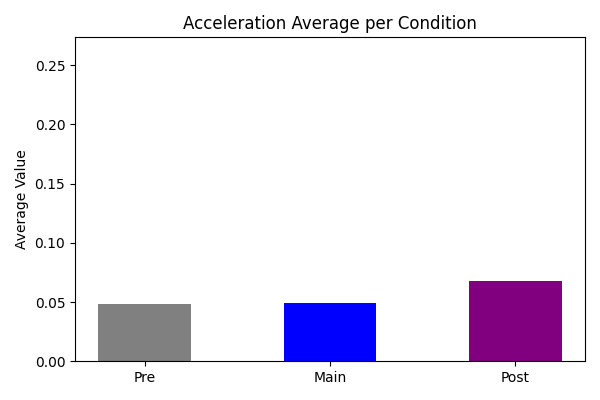 Acceleration Average per Condition
Average Value
0.25
0.20
0.15
0.10
0.05
0.00
Pre
Main
Post